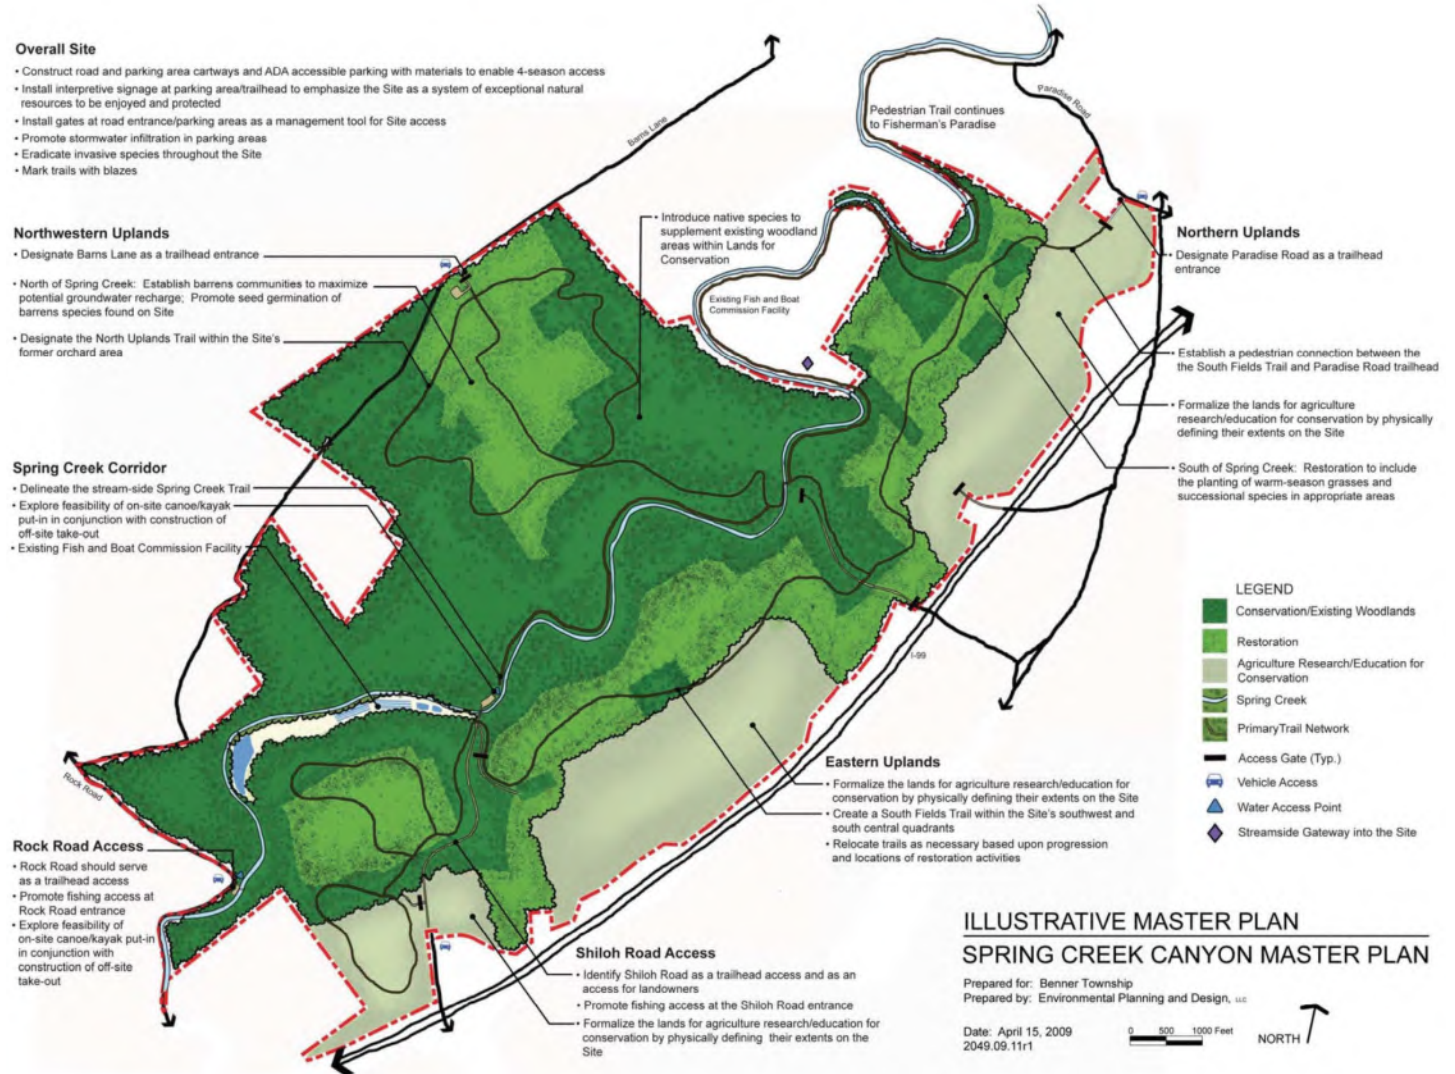 Overall Site
• Construct road and parking area cartways and ADA accessible parking with materials to enable 4-season access
• Install interpretive signage at parking area/trailhead to emphasize the Site as a system of exceptional natural
resources to be enjoyed and protected
• Install gates at road entrance/parking areas as a management tool for Site access
• Promote stormwater infiltration in parking areas
• Eradicate invasive species throughout the Site
• Mark trails with blazes
Barns Lane
Pedestrian Trail continues
to Fisherman's Paradise
Paradise Road
Northwestern Uplands
• Designate Barns Lane as a trailhead entrance
• North of Spring Creek: Establish barrens communities to maximize
potential groundwater recharge; Promote seed germination of
barrens species found on Site
• Designate the North Uplands Trail within the Site's
former orchard area
• Introduce native species to
supplement existing woodland
areas within Lands for
Conservation
Existing Fish and Boat
Commission Facility
Northern Uplands
• Designate Paradise Road as a trailhead
entrance
• Establish a pedestrian connection between the
the South Fields Trail and Paradise Road trailhead
• Formalize the lands for agriculture
research/education for conservation by physically
defining their extents on the Site
• South of Spring Creek: Restoration to include
the planting of warm-season grasses and
successional species in appropriate areas
Spring Creek Corridor
• Delineate the stream-side Spring Creek Trail
• Explore feasibility of on-site canoe/kayak
put-in in conjunction with construction of
off-site take-out
• Existing Fish and Boat Commission Facility
I-99
Rock Road
LEGEND
Conservation/Existing Woodlands
Restoration
Agriculture Research/Education for
Conservation
Spring Creek
PrimaryTrail Network
Access Gate (Typ.)
Vehicle Access
Water Access Point
Streamside Gateway into the Site
Eastern Uplands
• Formalize the lands for agriculture research/education for
conservation by physically defining their extents on the Site
• Create a South Fields Trail within the Site's southwest and
south central quadrants
• Relocate trails as necessary based upon progression
and locations of restoration activities
Rock Road Access
• Rock Road should serve
as a trailhead access
• Promote fishing access at
Rock Road entrance
• Explore feasibility of
on-site canoe/kayak put-in
in conjunction with
construction of off-site
take-out
Shiloh Road Access
• Identify Shiloh Road as a trailhead access and as an
access for landowners
• Promote fishing access at the Shiloh Road entrance
• Formalize the lands for agriculture research/education for
conservation by physically defining their extents on the
Site
ILLUSTRATIVE MASTER PLAN
SPRING CREEK CANYON MASTER PLAN
Prepared for: Benner Township
Prepared by: Environmental Planning and Design, LLC
Date: April 15, 2009
2049.09.11r1
0 500 1000 Feet
NORTH